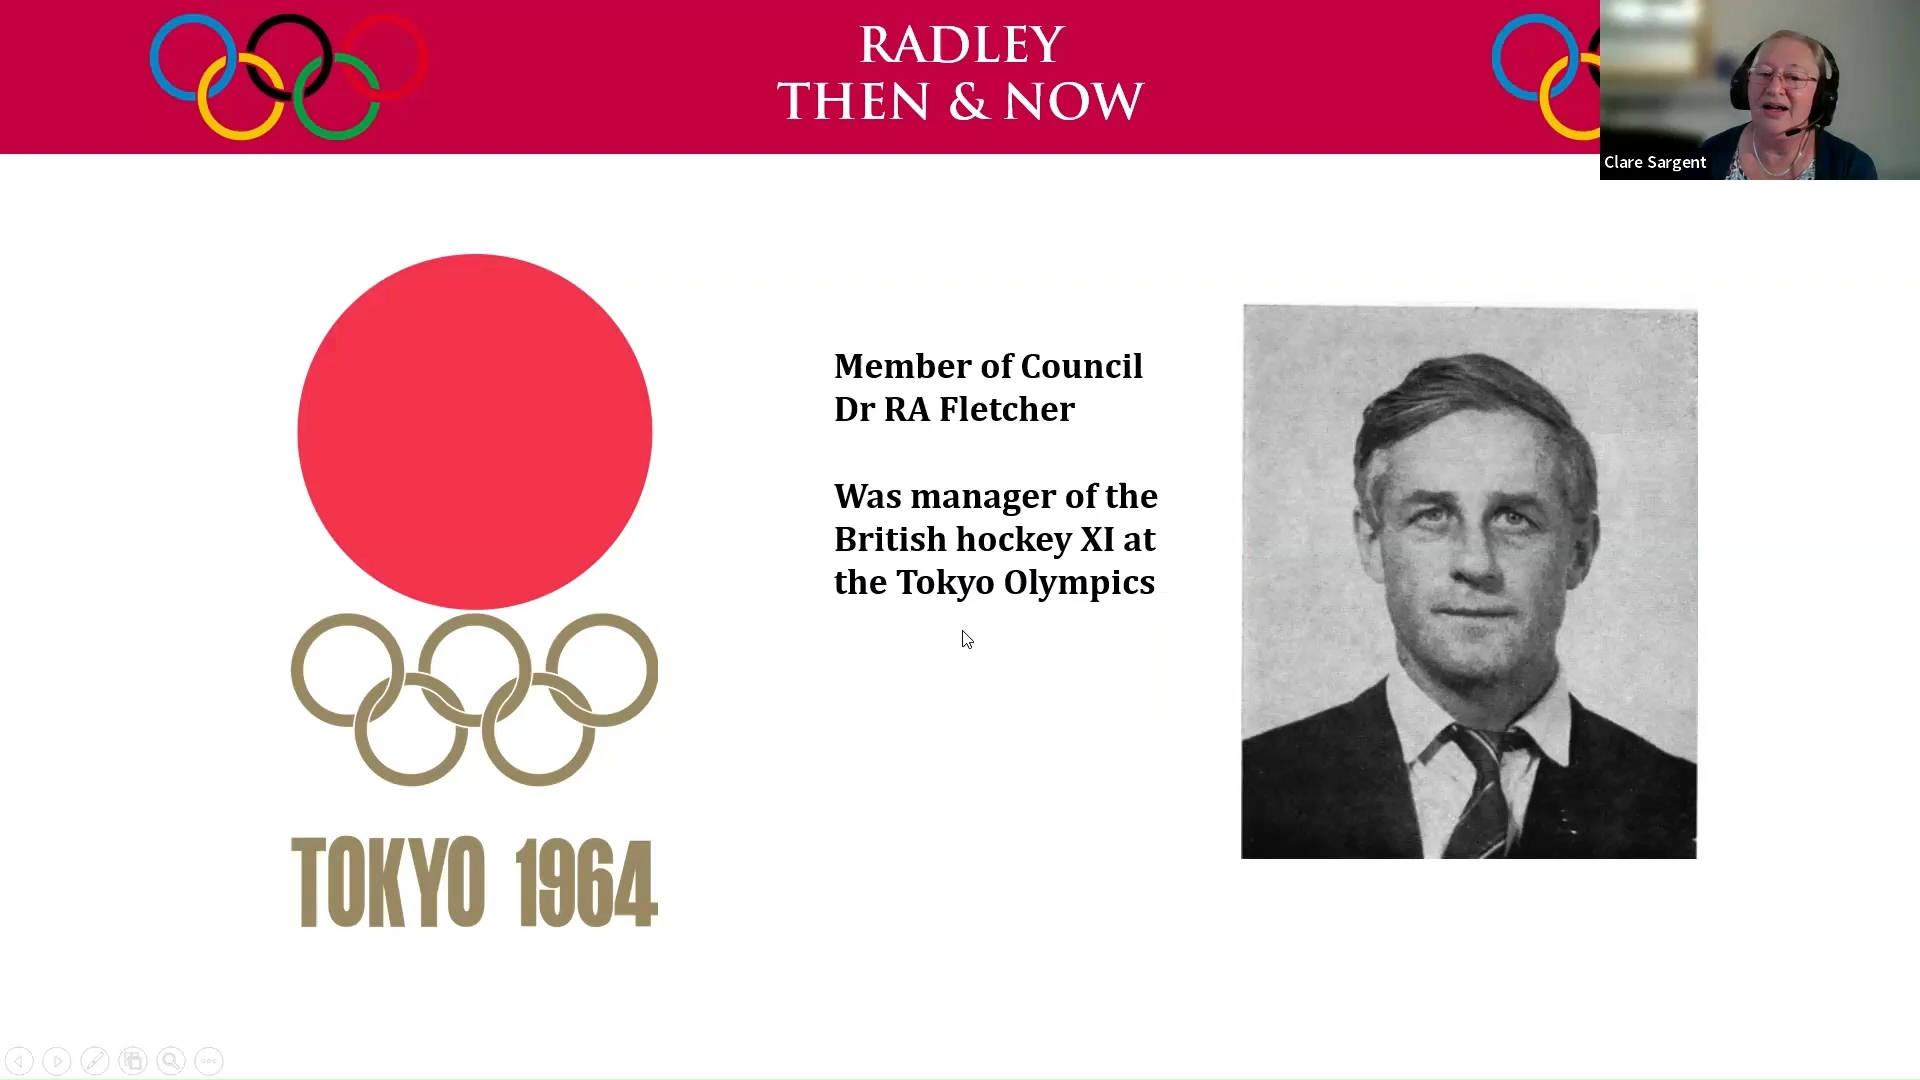 RADLEY
THEN & NOW
Clare Sargent
Member of Council
Dr RA Fletcher
Was manager of the
British hockey XI at
the Tokyo Olympics
TOKYO 1964